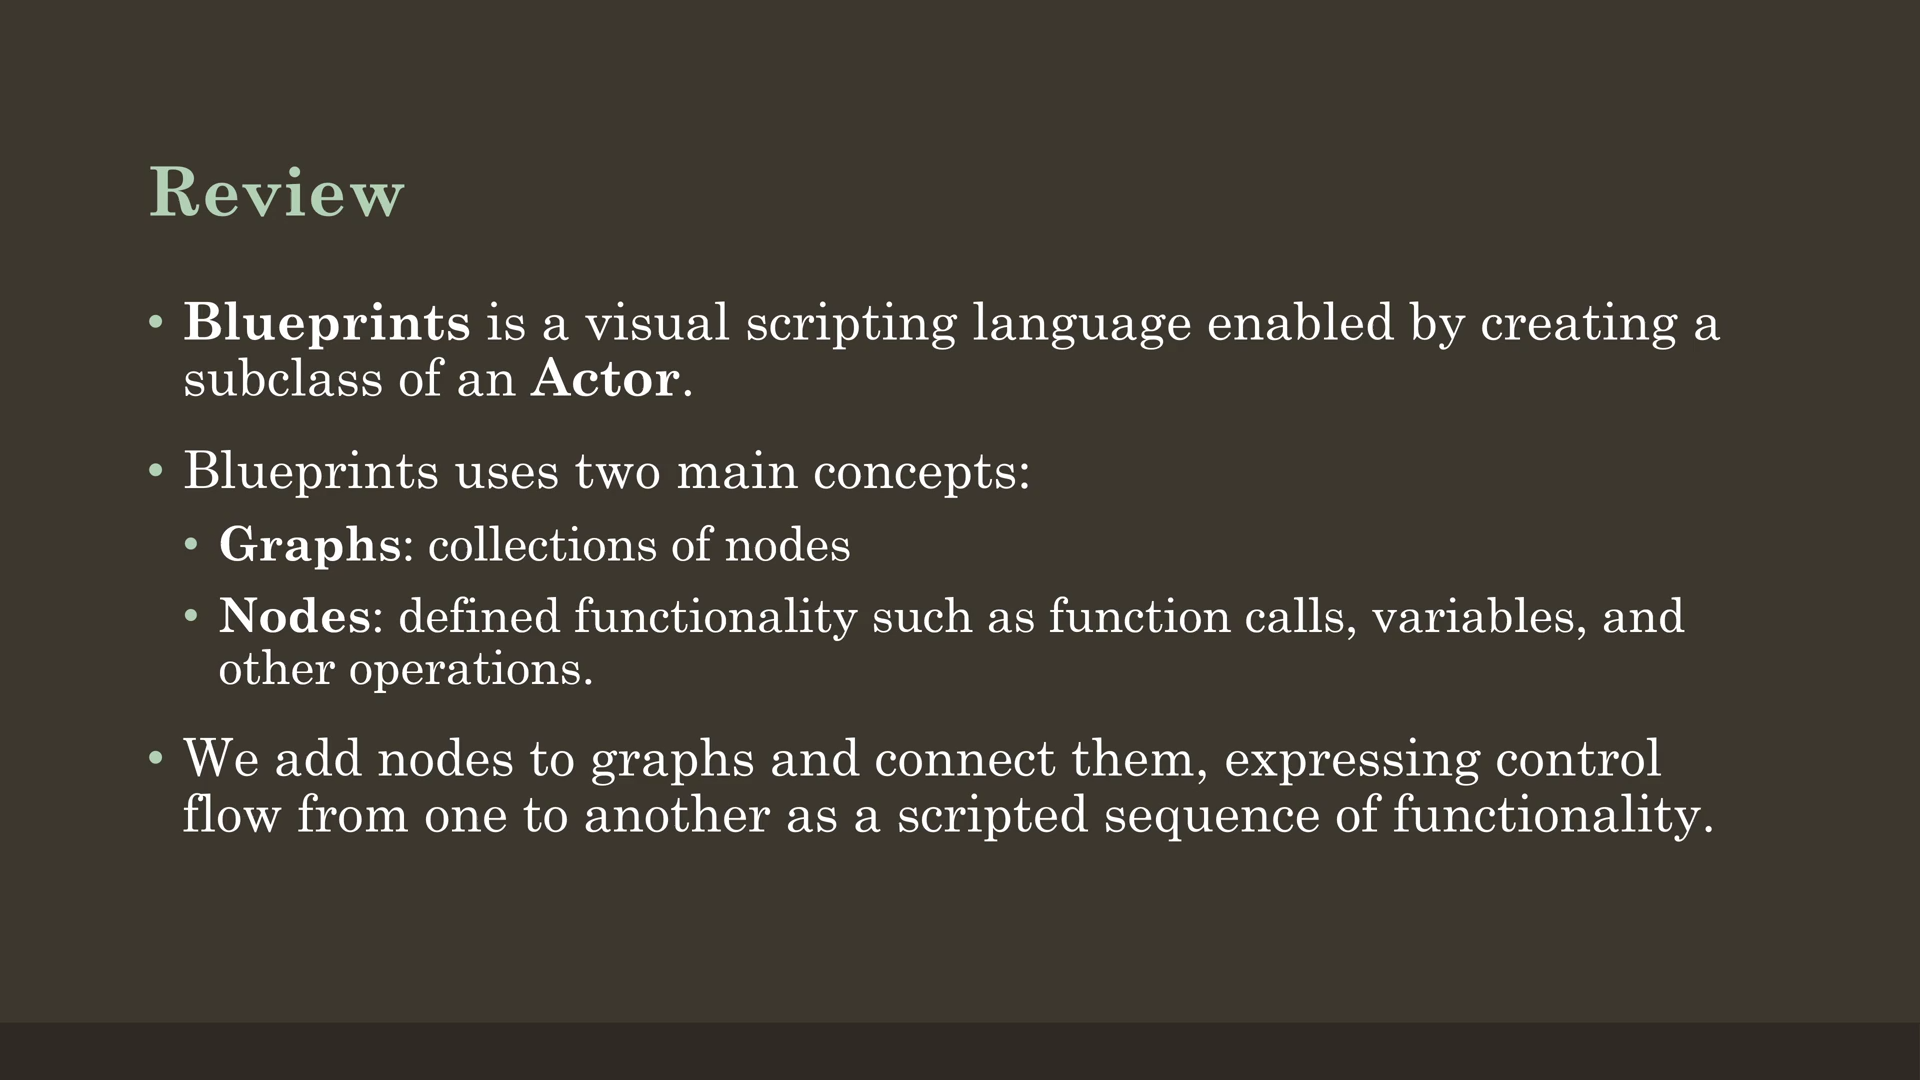 Review
• Blueprints is a visual scripting language enabled by creating a
subclass of an Actor.
• Blueprints uses two main concepts:
• Graphs: collections of nodes
• Nodes: defined functionality such as function calls, variables, and
other operations.
• We add nodes to graphs and connect them, expressing control
flow from one to another as a scripted sequence of functionality.